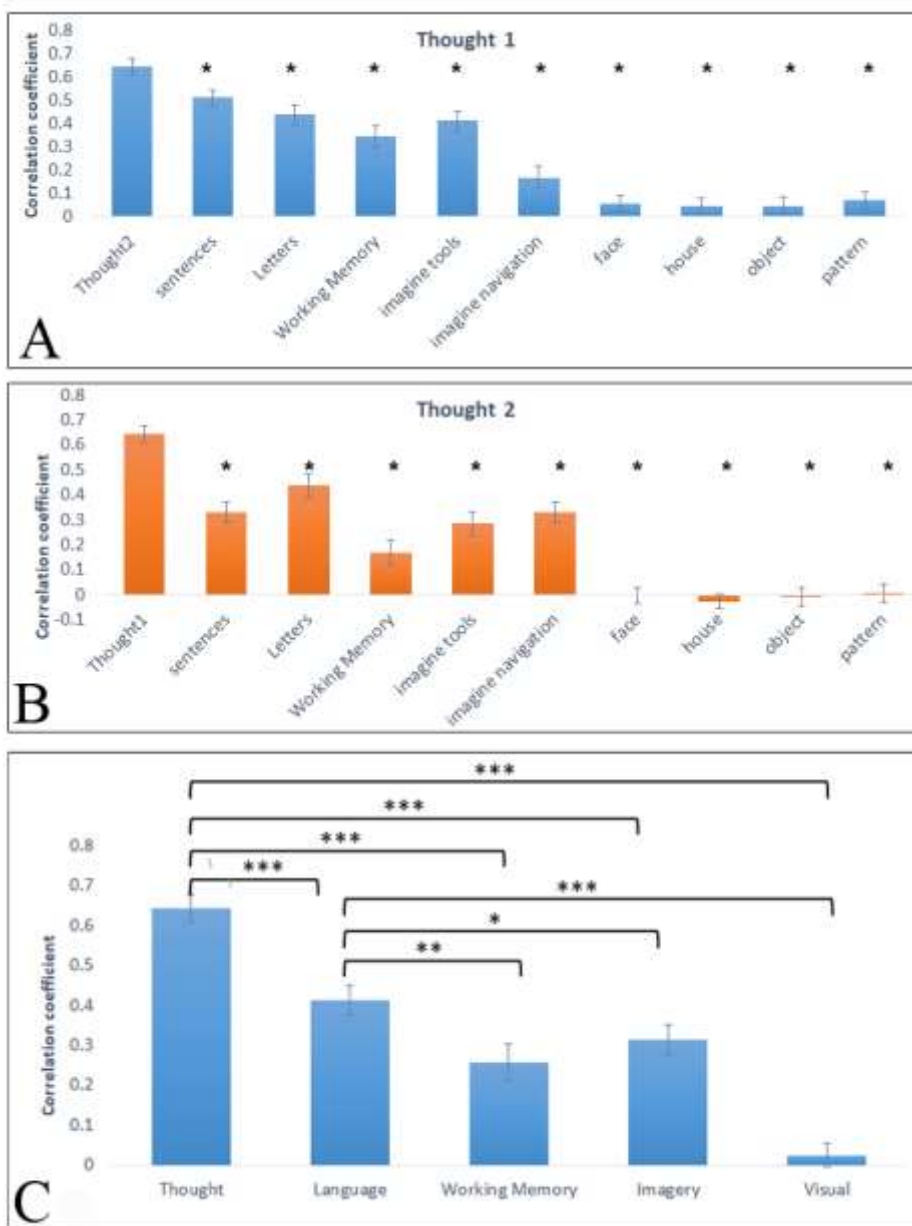 Thought 1
Correlation coefficient
0.8
0.7
0.6
0.5
0.4
0.3
0.2
0.1
0
* * * * * * * * *
Thought2
sentences
Letters
Working Memory
imagine tools
imagine navigation
face
house
object
pattern
A
Thought 2
Correlation coefficient
0.8
0.7
0.6
0.5
0.4
0.3
0.2
0.1
0
-0.1
* * * * * * * * *
Thought1
sentences
Letters
Working Memory
imagine tools
imagine navigation
face
house
object
pattern
B
***
***
***
***
***
*
**
Correlation coefficient
0.8
0.7
0.6
0.5
0.4
0.3
0.2
0.1
0
Thought Language Working Memory Imagery Visual
C